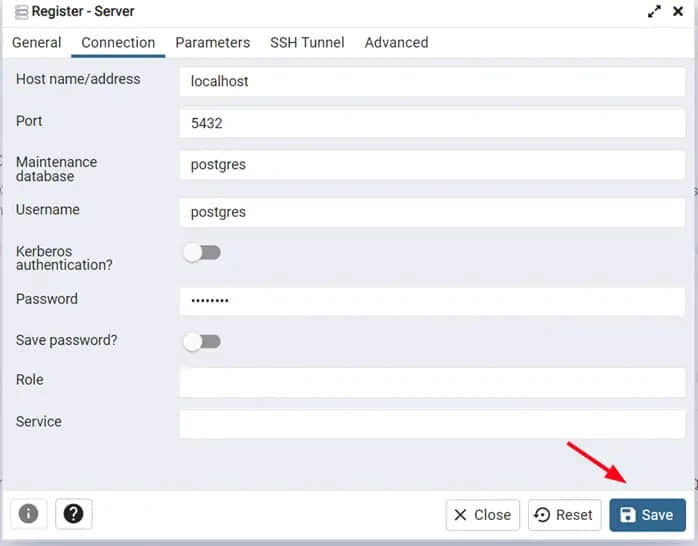 Register - Server
General Connection Parameters SSH Tunnel Advanced
Host name/address localhost
Port 5432
Maintenance
database postgres
Username postgres
Kerberos
authentication?
Password ••••••••
Save password?
Role
Service
Close Reset Save